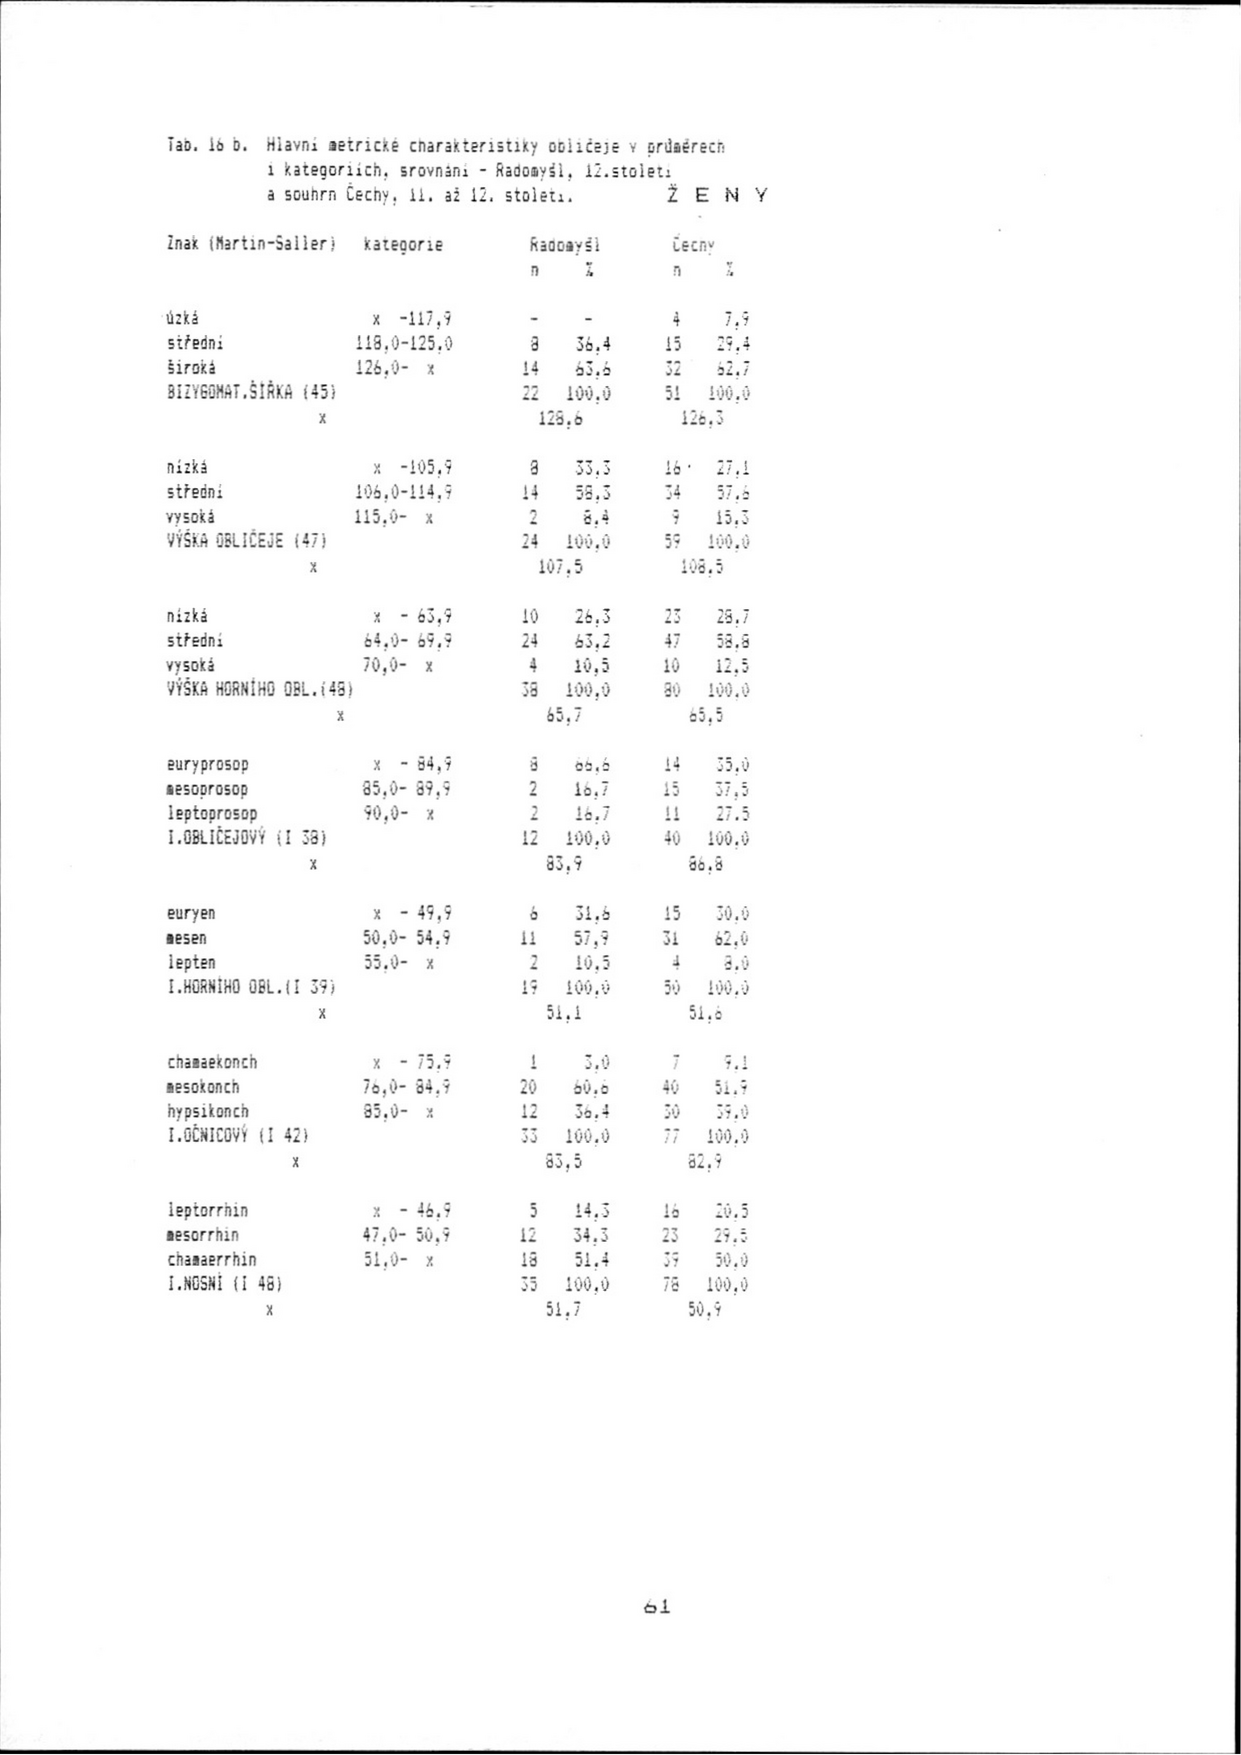 Tab. 16 b. Hlavní metrické charakteristiky obličeje v průměrech
i kategoriích, srovnání - Radomyšl, 12.století
a souhrn Čechy, 11. až 12. století. Ž E N Y
Znak (Martin-Saller) kategorie Radomyšl Čechy
n % n %
úzká x -117,9 - - 4 7,9
střední 118,0-125,0 8 36,4 15 29,4
široká 126,0- x 14 63,6 32 62,7
BIZYGOMAT.ŠÍŘKA (45) 22 100,0 51 100,0
x 128,6 126,3
nízká x -105,9 8 33,3 16 27,1
střední 106,0-114,9 14 58,3 34 57,6
vysoká 115,0- x 2 8,4 9 15,3
VÝŠKA OBLIČEJE (47) 24 100,0 59 100,0
x 107,5 108,5
nízká x - 63,9 10 26,3 23 28,7
střední 64,0- 69,9 24 63,2 47 58,8
vysoká 70,0- x 4 10,5 10 12,5
VÝŠKA HORNÍHO OBL.(48) 38 100,0 80 100,0
x 65,7 65,5
euryprosop x - 84,9 8 66,6 14 35,0
mesoprosop 85,0- 89,9 2 16,7 15 37,5
leptoprosop 90,0- x 2 16,7 11 27.5
I.OBLIČEJOVÝ (I 38) 12 100,0 40 100,0
x 83,9 86,8
euryen x - 49,9 6 31,6 15 30,0
mesen 50,0- 54,9 11 57,9 31 62,0
lepten 55,0- x 2 10,5 4 8,0
I.HORNÍHO OBL.(I 39) 19 100,0 50 100,0
x 51,1 51,6
chamaekonch x - 75,9 1 3,0 7 9,1
mesokonch 76,0- 84,9 20 60,6 40 51,9
hypsikonch 85,0- x 12 36,4 30 39,0
I.OČNICOVÝ (I 42) 33 100,0 77 100,0
x 83,5 82,9
leptorrhin x - 46,9 5 14,3 16 20,5
mesorrhin 47,0- 50,9 12 34,3 23 29,5
chamaerrhin 51,0- x 18 51,4 39 50,0
I.NOSNÍ (I 48) 35 100,0 78 100,0
x 51,7 50,9
61